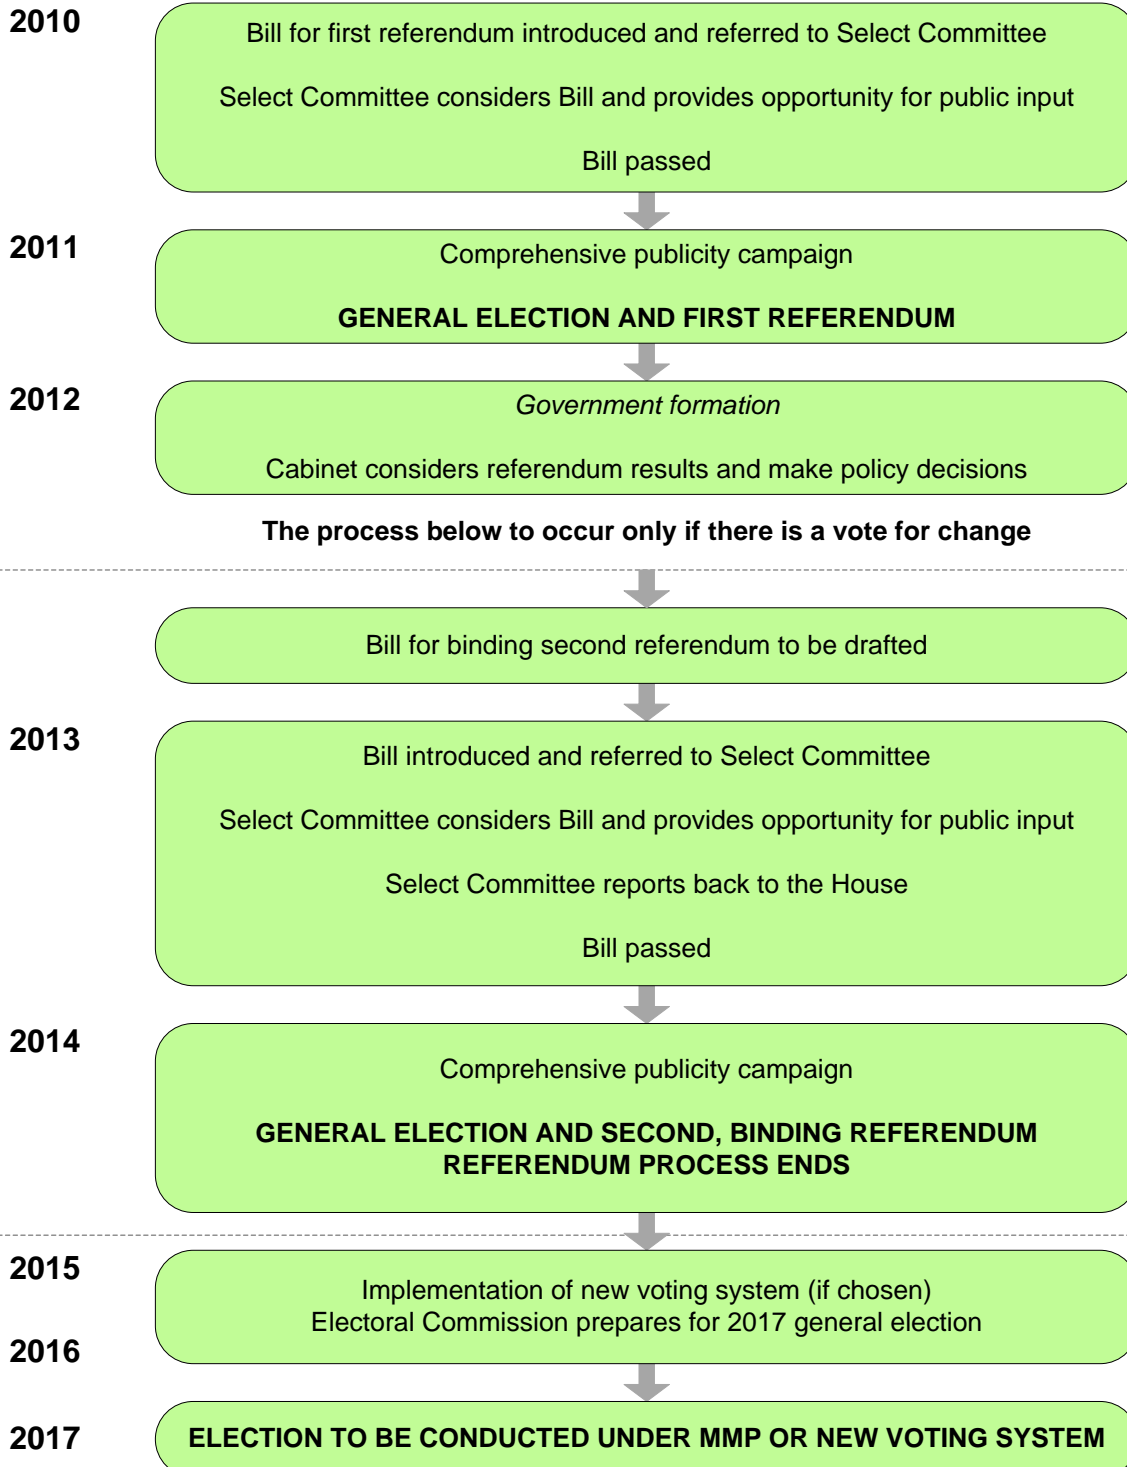 2010
Bill for first referendum introduced and referred to Select Committee
Select Committee considers Bill and provides opportunity for public input
Bill passed
2011
Comprehensive publicity campaign
GENERAL ELECTION AND FIRST REFERENDUM
2012
Government formation
Cabinet considers referendum results and make policy decisions
The process below to occur only if there is a vote for change
Bill for binding second referendum to be drafted
2013
Bill introduced and referred to Select Committee
Select Committee considers Bill and provides opportunity for public input
Select Committee reports back to the House
Bill passed
2014
Comprehensive publicity campaign
GENERAL ELECTION AND SECOND, BINDING REFERENDUM
REFERENDUM PROCESS ENDS
2015
Implementation of new voting system (if chosen)
Electoral Commission prepares for 2017 general election
2016
2017
ELECTION TO BE CONDUCTED UNDER MMP OR NEW VOTING SYSTEM